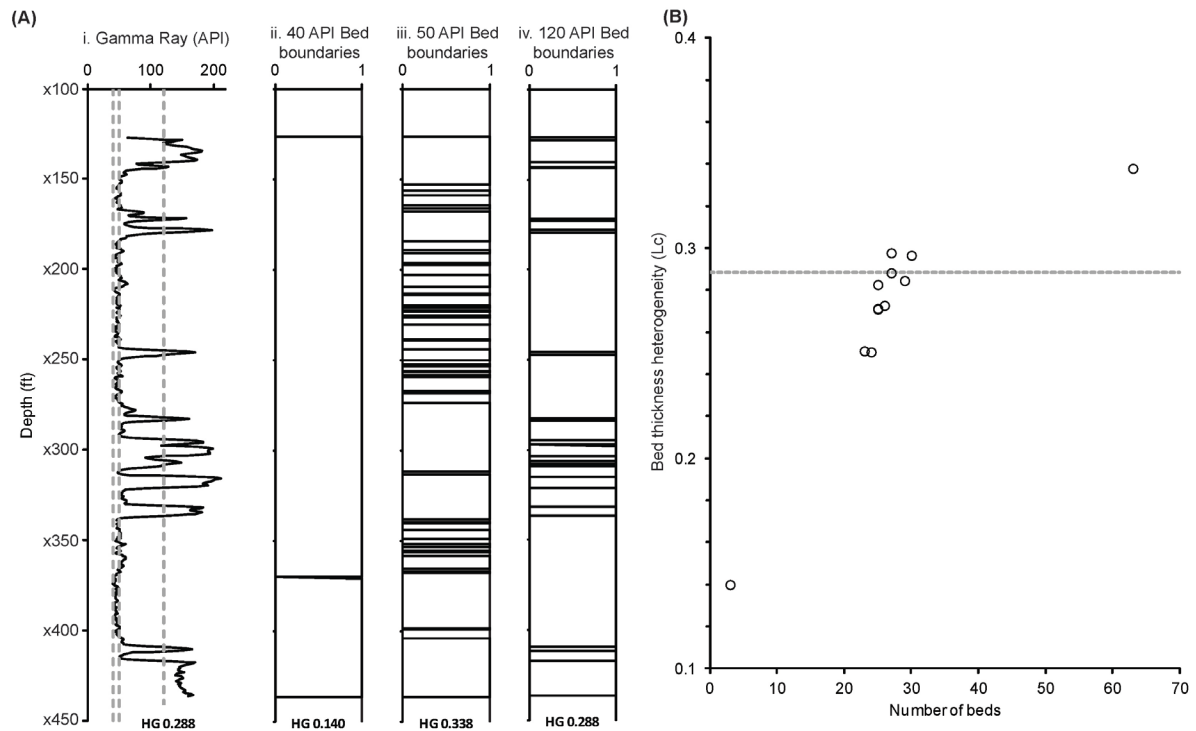 (A)
i. Gamma Ray (API)
ii. 40 API Bed
boundaries
iii. 50 API Bed
boundaries
iv. 120 API Bed
boundaries
0 100 200
0 1
0 1
0 1
Depth (ft)
x100
x150
x200
x250
x300
x350
x400
x450
HG 0.288
HG 0.140
HG 0.338
HG 0.288
(B)
Bed thickness heterogeneity (Lc)
0.4
0.3
0.2
0.1
0 10 20 30 40 50 60 70
Number of beds